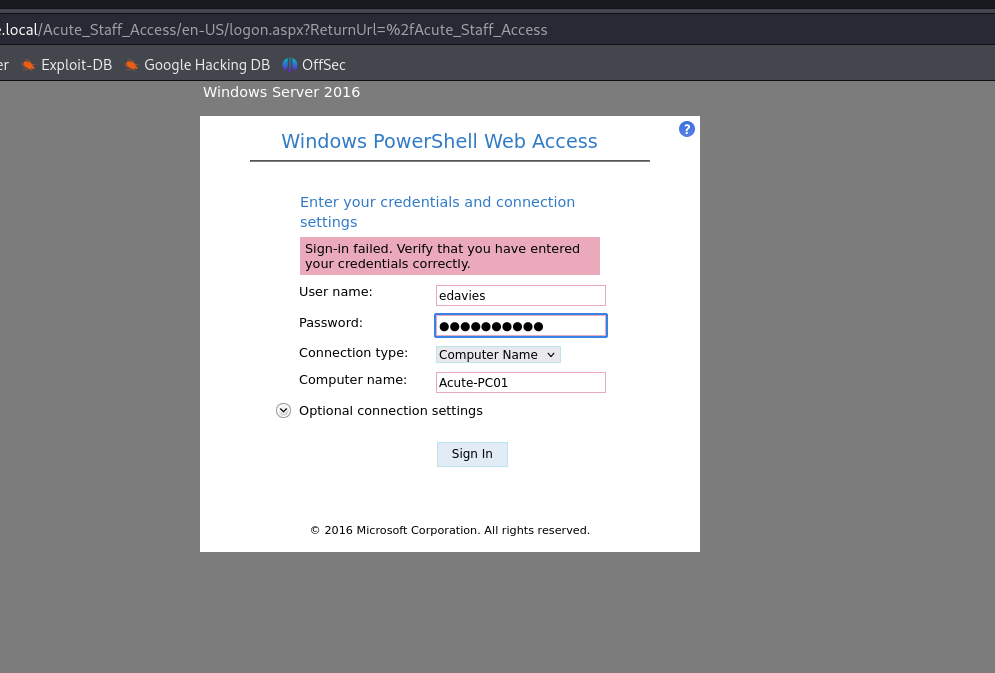 .local/Acute_Staff_Access/en-US/logon.aspx?ReturnUrl=%2fAcute_Staff_Access
er Exploit-DB Google Hacking DB OffSec
Windows Server 2016
?
Windows PowerShell Web Access
Enter your credentials and connection
settings
Sign-in failed. Verify that you have entered
your credentials correctly.
User name: edavies
Password: ●●●●●●●●●●
Connection type: Computer Name
Computer name: Acute-PC01
Optional connection settings
Sign In
© 2016 Microsoft Corporation. All rights reserved.